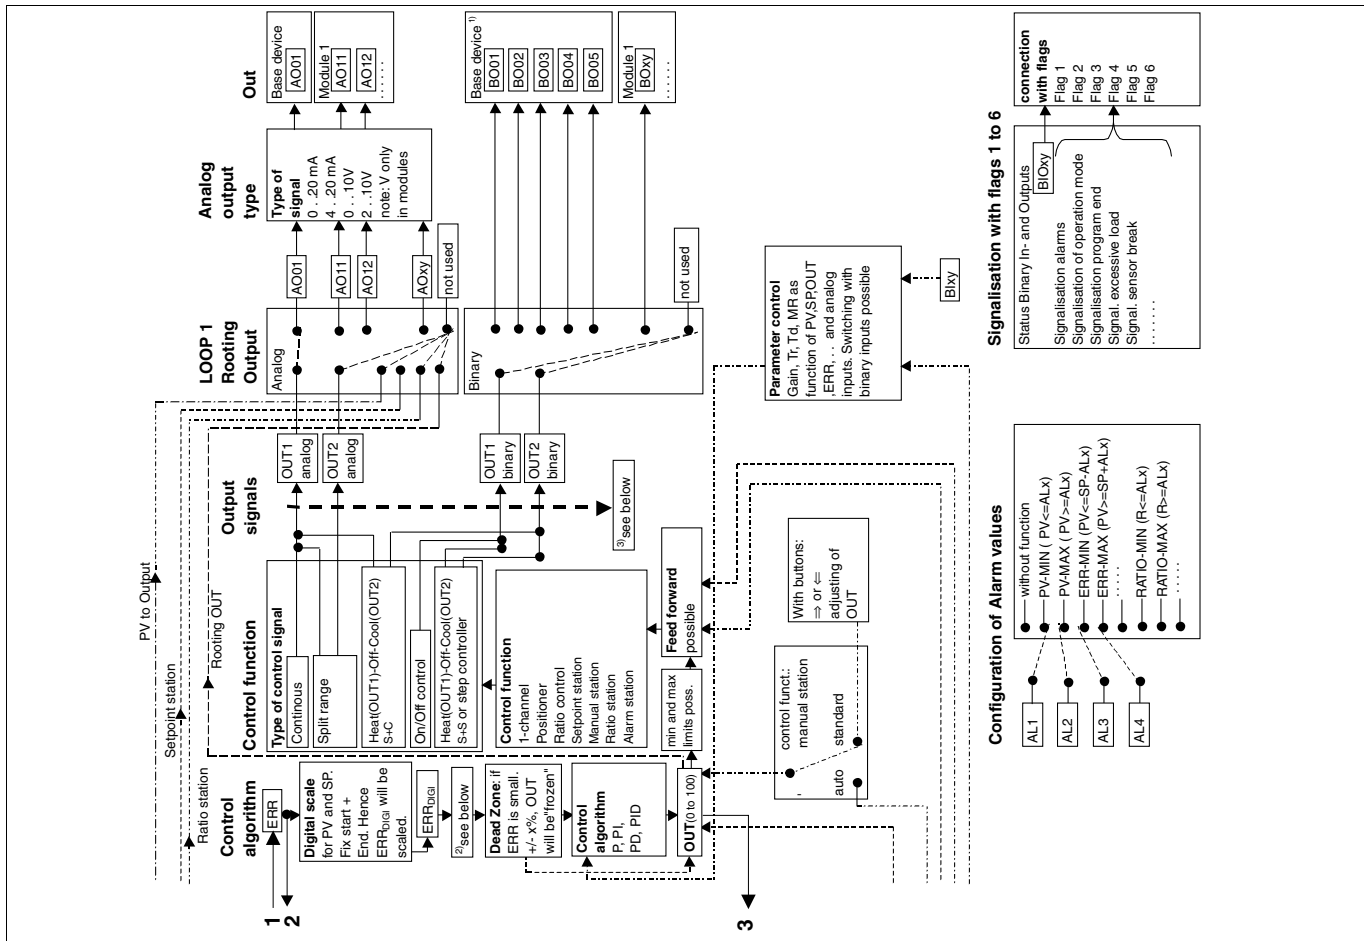 PV to Output
Setpoint station
Ratio station
Rooting OUT
Control
algorithm
Control function
Output
signals
LOOP 1
Rooting
Output
Analog
output
type
Out
1
2
3
ERR
Digital scale
for PV and SP.
Fix start +
End. Hence
ERRDIGI will be
scaled.
ERRDIGI
2)see below
Dead Zone: if
ERR is small.
+/- x%, OUT
will be"frozen"
Control
algorithm
P, PI,
PD, PID
OUT(0 to 100)
Type of control signal
Continous
Split range
Heat(OUT1)-Off-Cool(OUT2)
S+C
On/Off control
Heat(OUT1)-Off-Cool(OUT2)
S+S or step controller
Control function
1-channel
Positioner
Ratio control
Setpoint station
Manual station
Ratio station
Alarm station
min and max
limits poss.
Feed forward
possible
OUT1
analog
OUT2
analog
OUT1
binary
OUT2
binary
3)see below
Analog
AO01
AO11
AO12
AOxy
not used
Binary
not used
Type of
signal
0 ..20 mA
4 ..20 mA
0 ..10V
2 ..10V
note: V only
in modules
Base device
AO01
Module 1
AO11
AO12
. . . . . .
Base device 1)
BO01
BO02
BO03
BO04
BO05
Module 1
BOxy
. . . . . .
control funct.:
manual station
,
auto
standard
With buttons:
⇒ or ⇐
adjusting of
OUT
Parameter control
Gain, Tr, Td, MR as
function of PV,SP,OUT
,ERR, . . and analog
inputs. Switching with
binary inputs possible
BIxy
Configuration of Alarm values
AL1
AL2
AL3
AL4
without function
PV-MIN ( PV<=ALx)
PV-MAX ( PV>=ALx)
ERR-MIN (PV<=SP-ALx)
ERR-MAX (PV>=SP+ALx)
. . . . .
RATIO-MIN (R<=ALx)
RATIO-MAX (R>=ALx)
. . . . .
Signalisation with flags 1 to 6
Status Binary In- and Outputs
BIOxy
Signalisation alarms
Signalisation of operation mode
Signalisation program end
Signal. excessive load
Signal. sensor break
. . . . . . . .
connection
with flags
Flag 1
Flag 2
Flag 3
Flag 4
Flag 5
Flag 6